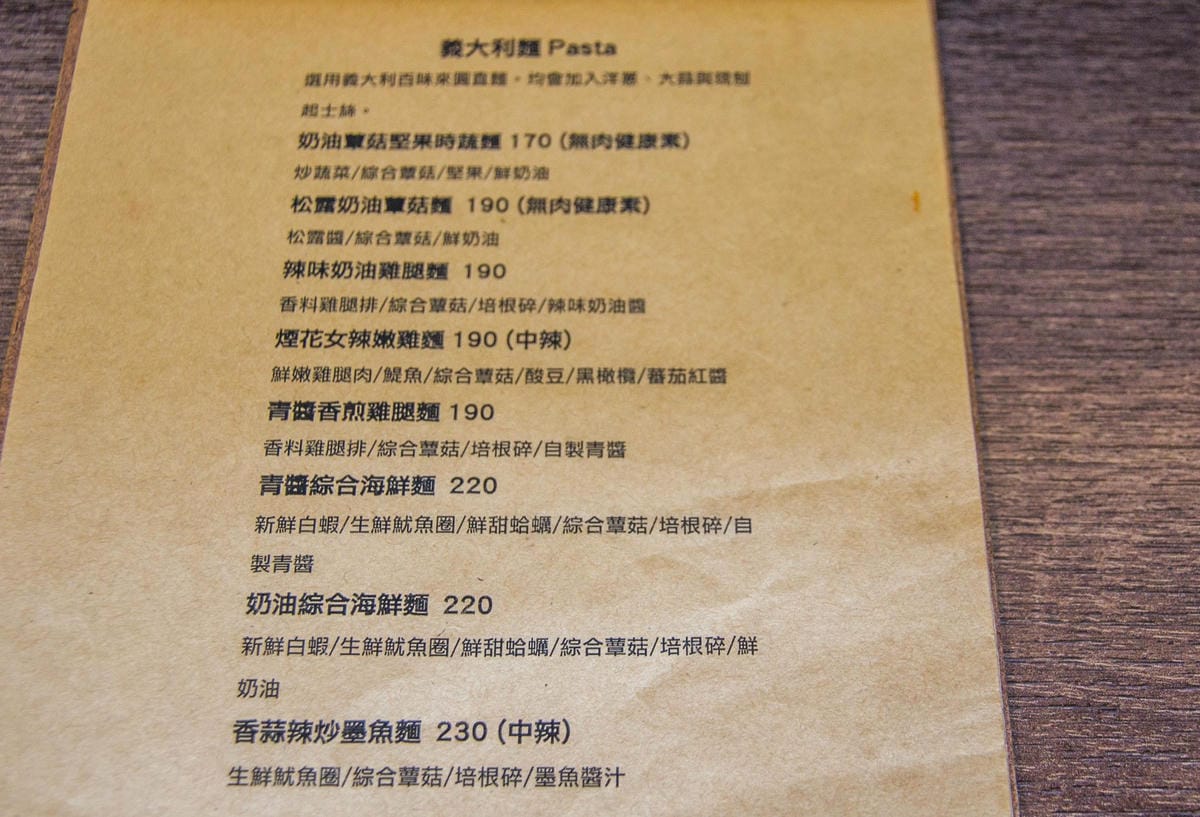 義大利麵 Pasta
選用義大利百味來圓直麵。均會加入洋蔥、大蒜與現刨
起士絲。
奶油蕈菇堅果時蔬麵 170 (無肉健康素)
炒蔬菜/綜合蕈菇/堅果/鮮奶油
松露奶油蕈菇麵 190 (無肉健康素)
松露醬/綜合蕈菇/鮮奶油
辣味奶油雞腿麵 190
香料雞腿排/綜合蕈菇/培根碎/辣味奶油醬
煙花女辣嫩雞麵 190 (中辣)
鮮嫩雞腿肉/鯷魚/綜合蕈菇/酸豆/黑橄欖/蕃茄紅醬
青醬香煎雞腿麵 190
香料雞腿排/綜合蕈菇/培根碎/自製青醬
青醬綜合海鮮麵 220
新鮮白蝦/生鮮魷魚圈/鮮甜蛤蠣/綜合蕈菇/培根碎/自
製青醬
奶油綜合海鮮麵 220
新鮮白蝦/生鮮魷魚圈/鮮甜蛤蠣/綜合蕈菇/培根碎/鮮
奶油
香蒜辣炒墨魚麵 230 (中辣)
生鮮魷魚圈/綜合蕈菇/培根碎/墨魚醬汁